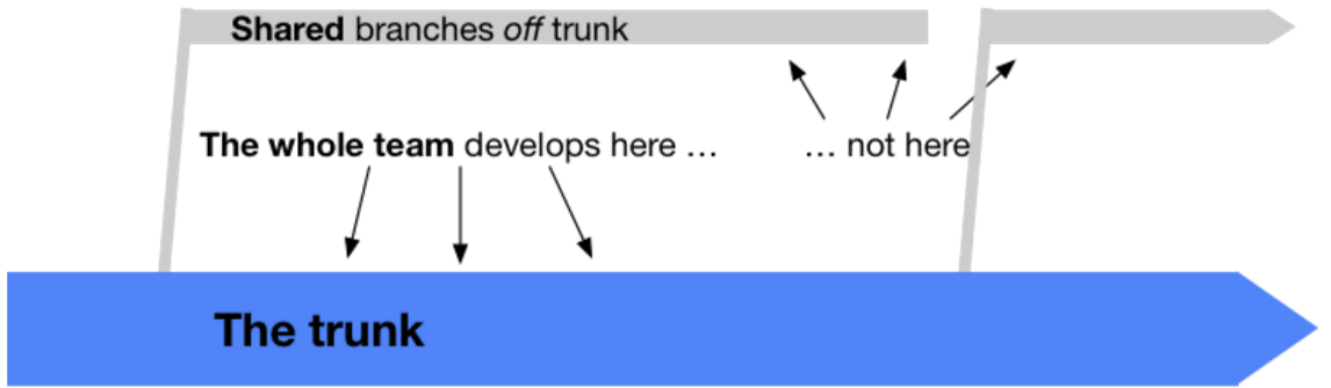 Shared branches off trunk
The whole team develops here … … not here
The trunk